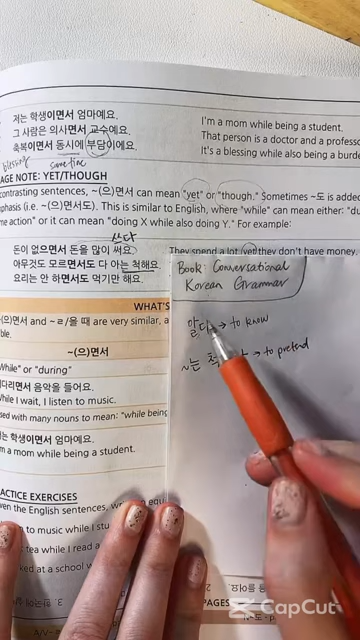 저는 학생이면서 엄마예요. I'm a mom while being a student.
그 사람은 의사면서 교수예요. That person is a doctor and a profess
축복이면서 동시에 부담이에요. It's a blessing while also being a burde
blessing same time
AGE NOTE: YET/THOUGH
contrasting sentences, ~(으)면서 can mean "yet" or "though." Sometimes ~도 is added
phasis (i.e. ~(으)면서도). This is similar to English, where "while" can mean either: "du
me action" or it can mean "doing X while also doing Y." For example:
쓰다
돈이 없으면서 돈을 많이 써요. They spend a lot yet they don't have money.
아무것도 모르면서도 다 아는 척해요.
요리는 안 하면서도 먹기만 해요.
Book: Conversational
Korean Grammar
WHAT'S
~(으)면서 and ~ㄹ/을 때 are very similar, a
ble.
알다 → to know
~(으)면서
~는 척 → to pretend
While" or "during"
다리면서 음악을 들어요.
While I wait, I listen to music.
sed with many nouns to mean: "while being
는 학생이면서 엄마예요.
m a mom while being a student.
ACTICE EXERCISES
ven the English sentences, equ
n to music while I stu
tea while I read a
ked at a school w
PAGES
CapCut